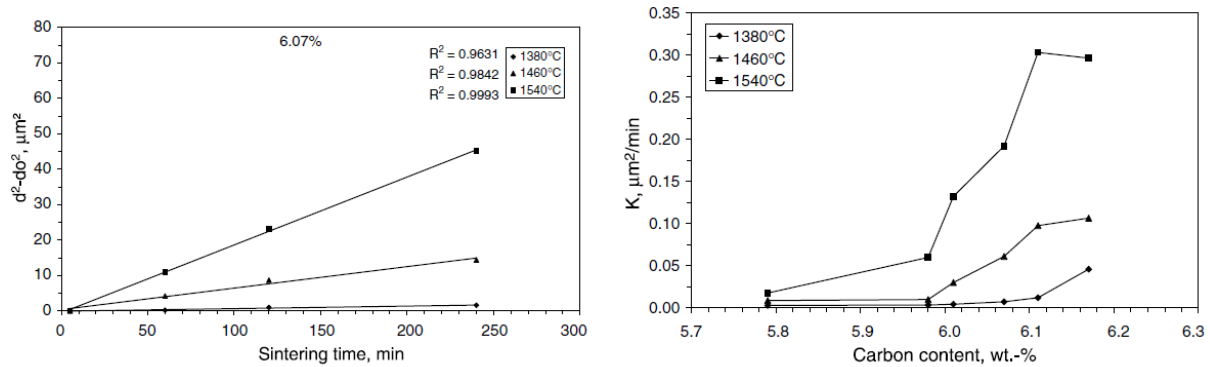 80
70
60
50
40
30
20
10
0
d²-do², µm²
6.07%
R² = 0.9631
R² = 0.9842
R² = 0.9993
1380°C
1460°C
1540°C
0 50 100 150 200 250 300
Sintering time, min
0.35
0.30
0.25
0.20
0.15
0.10
0.05
0.00
K, µm2/min
1380°C
1460°C
1540°C
5.7 5.8 5.9 6.0 6.1 6.2 6.3
Carbon content, wt.-%